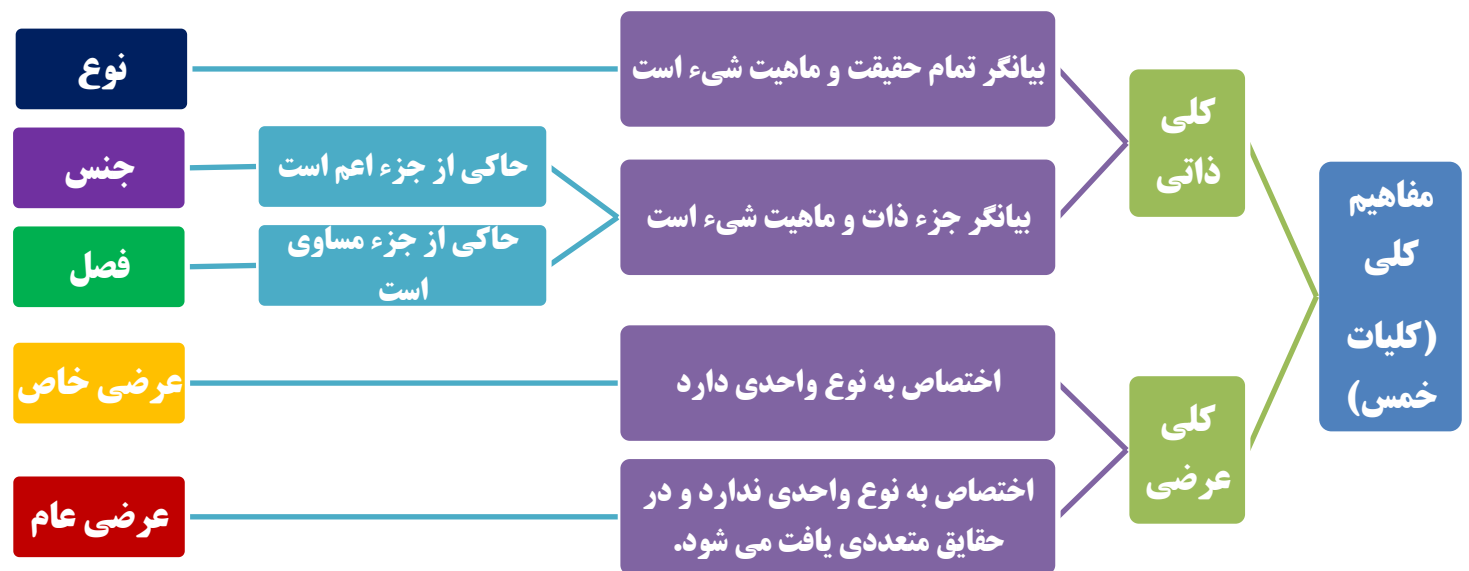 مفاهیم
کلی
(کلیات
خمس)
کلی
ذاتی
بیانگر تمام حقیقت و ماهیت شیء است
نوع
بیانگر جزء ذات و ماهیت شیء است
حاکی از جزء اعم است
جنس
حاکی از جزء مساوی
است
فصل
کلی
عرضی
اختصاص به نوع واحدی دارد
عرضی خاص
اختصاص به نوع واحدی ندارد و در
حقایق متعددی یافت می شود.
عرضی عام